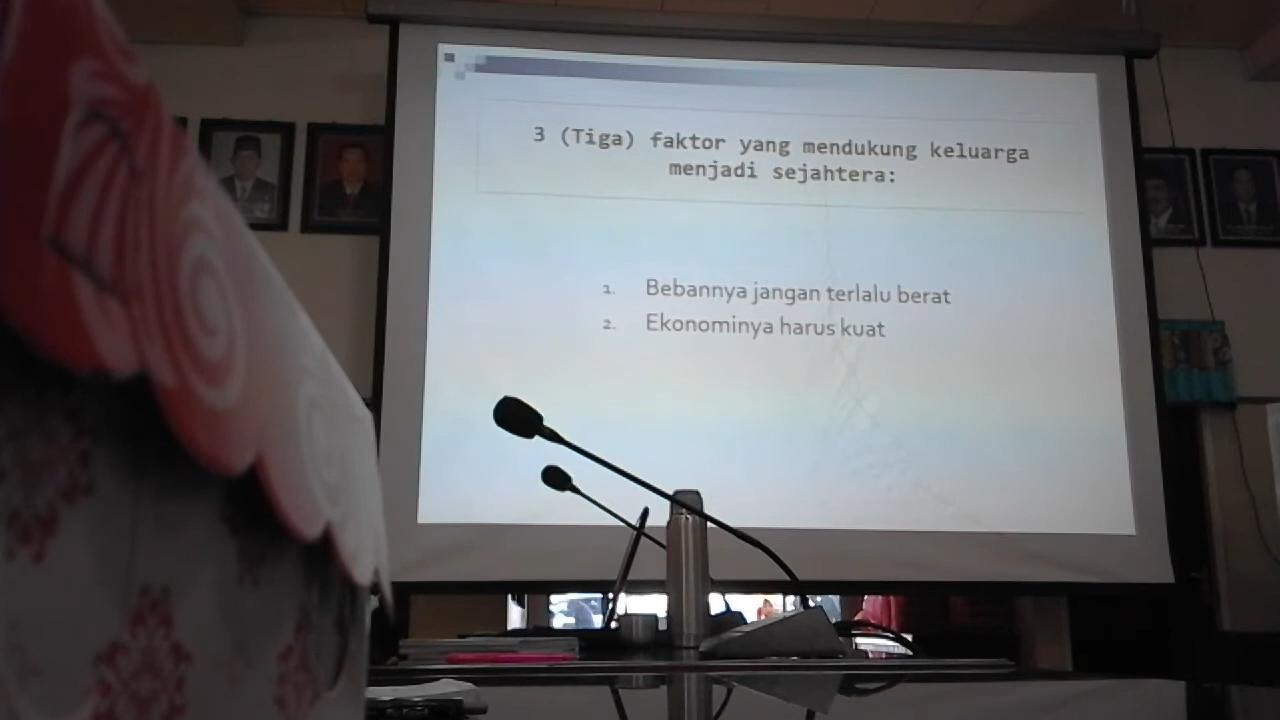 3 (Tiga) faktor yang mendukung keluarga
menjadi sejahtera:
1. Bebannya jangan terlalu berat
2. Ekonominya harus kuat